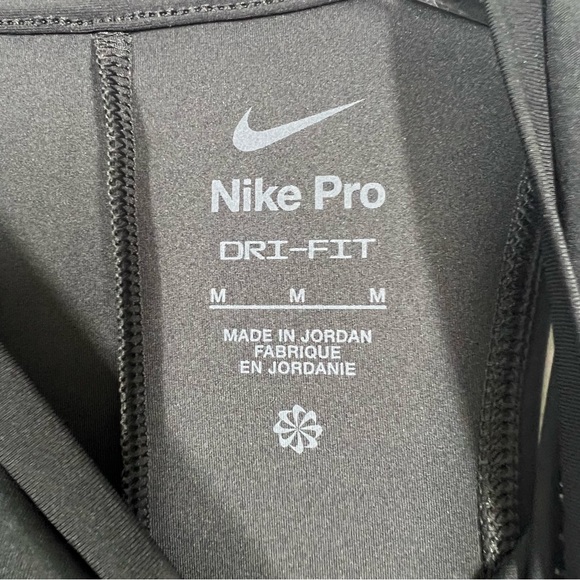 Nike Pro
DRI-FIT
M M M
MADE IN JORDAN
FABRIQUE
EN JORDANIE